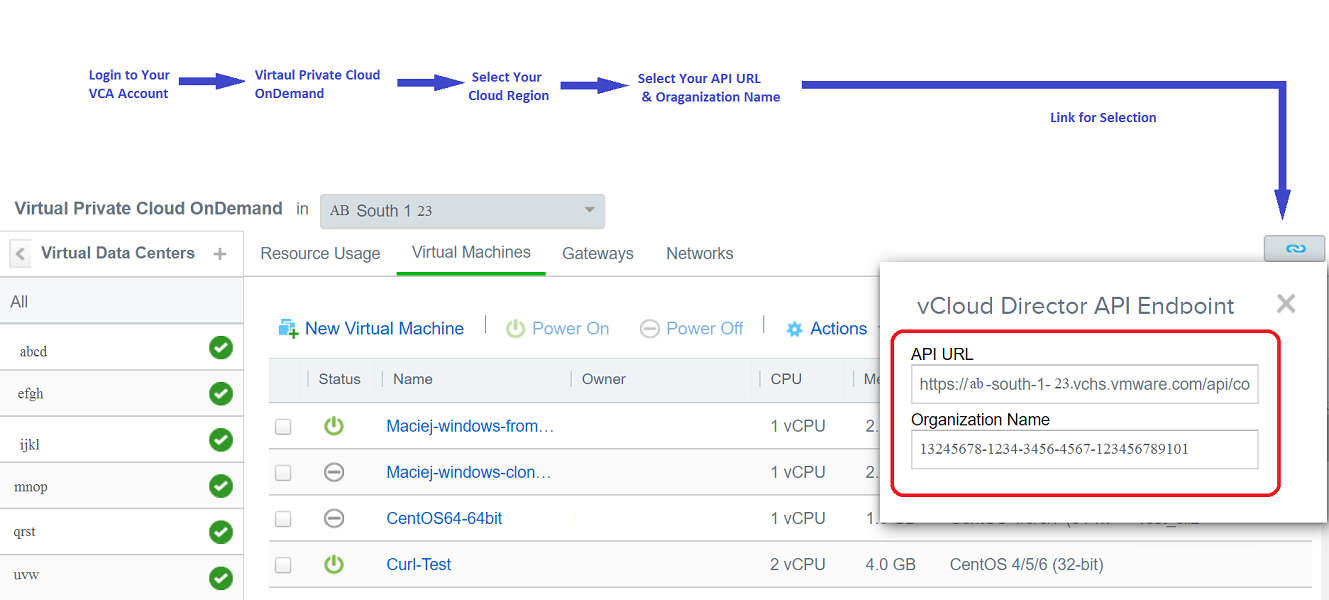 Login to Your
VCA Account
Virtaul Private Cloud
OnDemand
Select Your
Cloud Region
Select Your API URL
& Oraganization Name
Link for Selection
Virtual Private Cloud OnDemand in AB South 1 23
Virtual Data Centers +
Resource Usage Virtual Machines Gateways Networks
All
abcd
efgh
ijkl
mnop
qrst
uvw
New Virtual Machine Power On Power Off Actions
Status Name Owner CPU
Maciej-windows-from… 1 vCPU 2.
Maciej-windows-clon… 1 vCPU 2.
CentOS64-64bit 1 vCPU
Curl-Test 2 vCPU 4.0 GB CentOS 4/5/6 (32-bit)
vCloud Director API Endpoint
API URL
https://ab-south-1-23.vchs.vmware.com/api/co
Organization Name
13245678-1234-3456-4567-123456789101